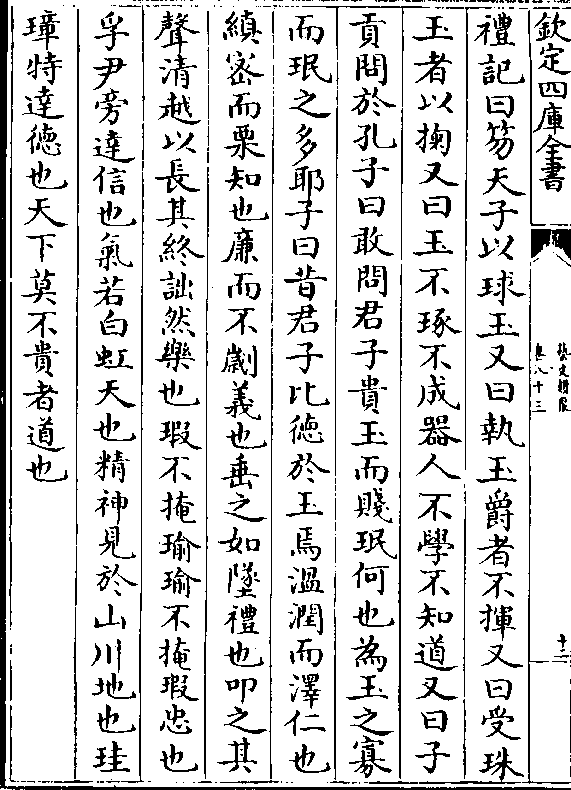 欽定四庫全書
藝文類聚
卷八十三
十二
禮記曰笏天子以球玉又曰執玉爵者不揮又曰受珠
玉者以掬又曰玉不琢不成器人不學不知道又曰子
貢問於孔子曰敢問君子貴玉而賤珉何也為玉之寡
而珉之多耶子曰昔君子比德於玉焉溫潤而澤仁也
縝宻而栗知也廉而不劌義也垂之如墜禮也叩之其
聲清越以長其終詘然樂也瑕不掩瑜瑜不掩瑕忠也
孚尹旁達信也氣若白虹天也精神見於山川地也珪
璋特達德也天下莫不貴者道也